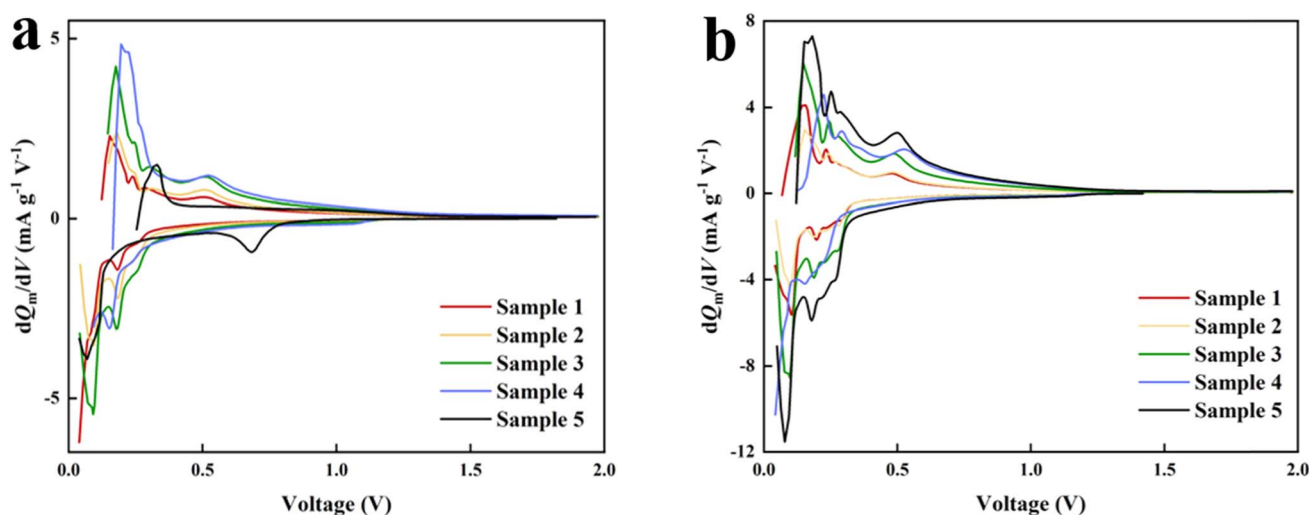 a
5
0
-5
dQm/dV (mA g-1 V-1)
0.0
0.5
1.0
1.5
2.0
Voltage (V)
Sample 1
Sample 2
Sample 3
Sample 4
Sample 5
b
8
4
0
-4
-8
-12
dQm/dV (mA g-1 V-1)
0.0
0.5
1.0
1.5
2.0
Voltage (V)
Sample 1
Sample 2
Sample 3
Sample 4
Sample 5